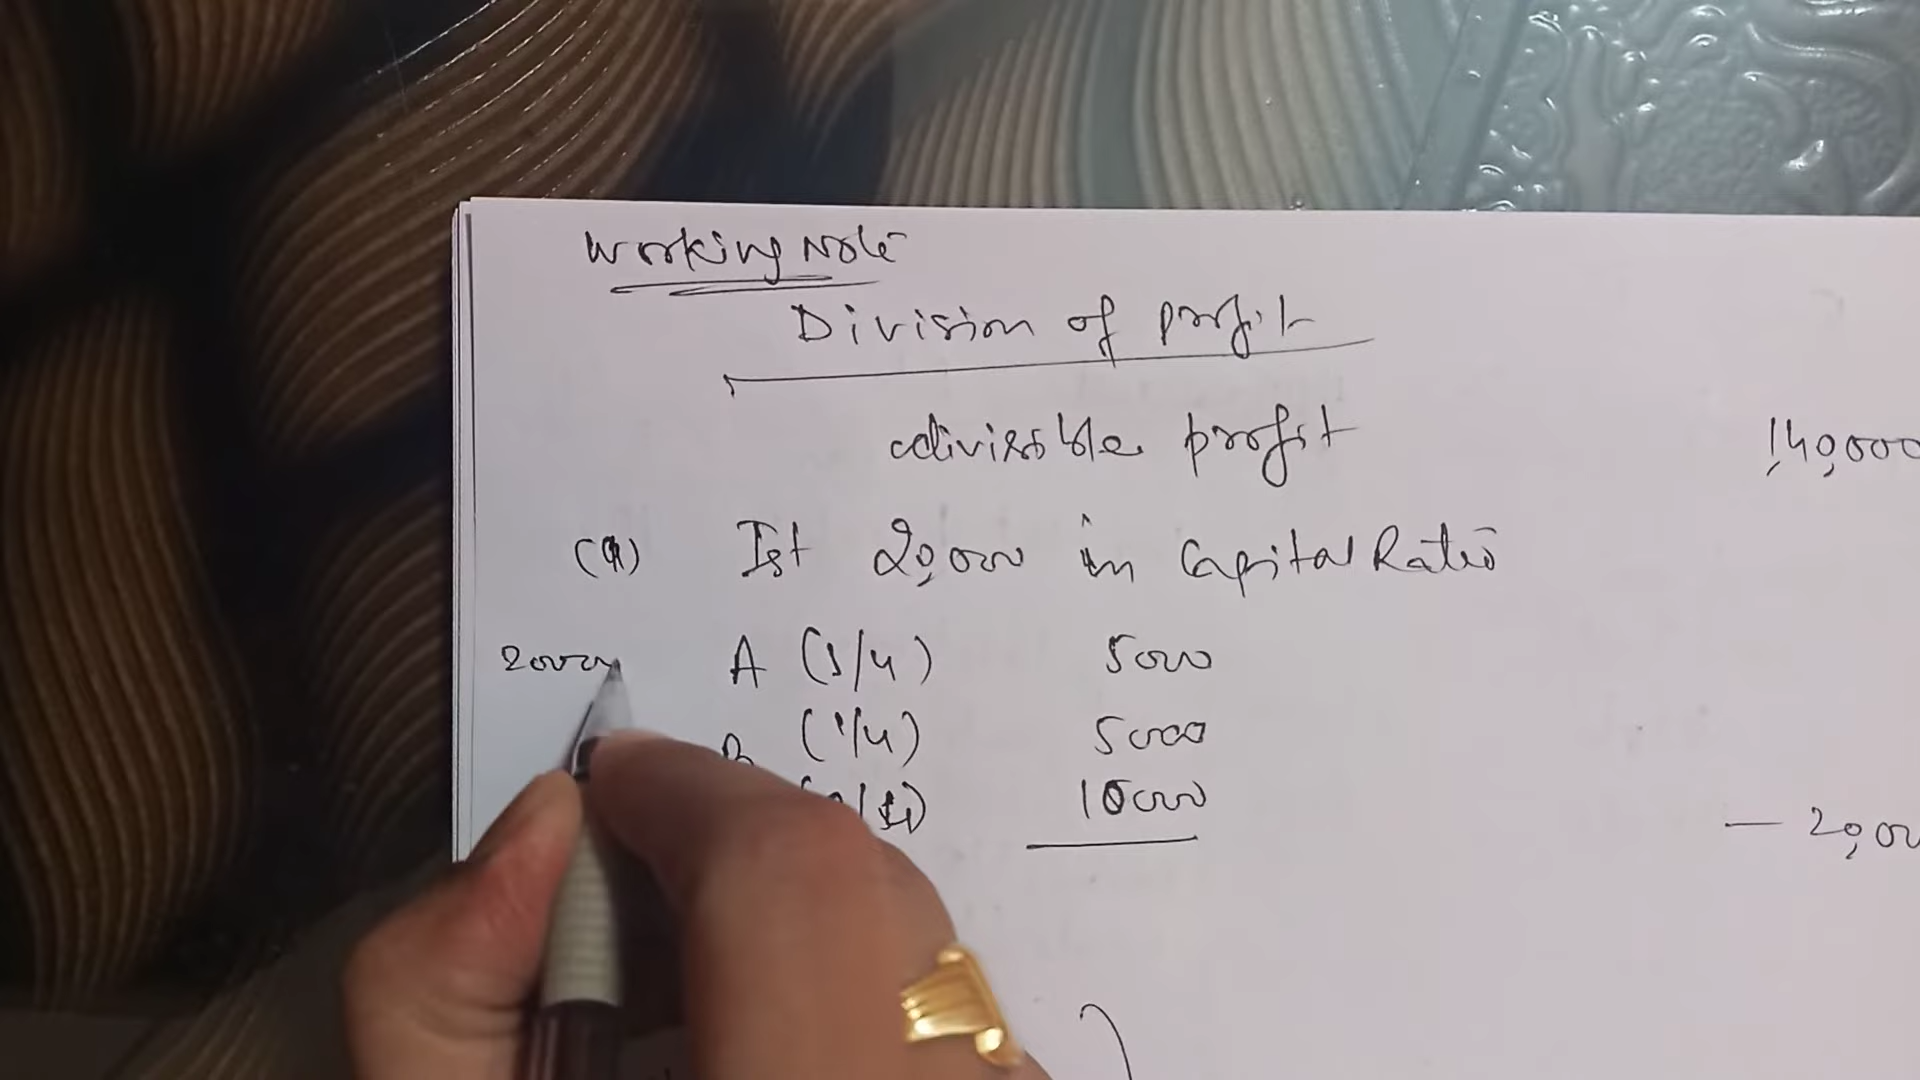 Working Note
Division of profit
divisible profit 1,40,000
(a) Ist 20,000 in Capital Ratio
20000 A (1/4) 5000
B (1/4) 5000
10000
— 20,00